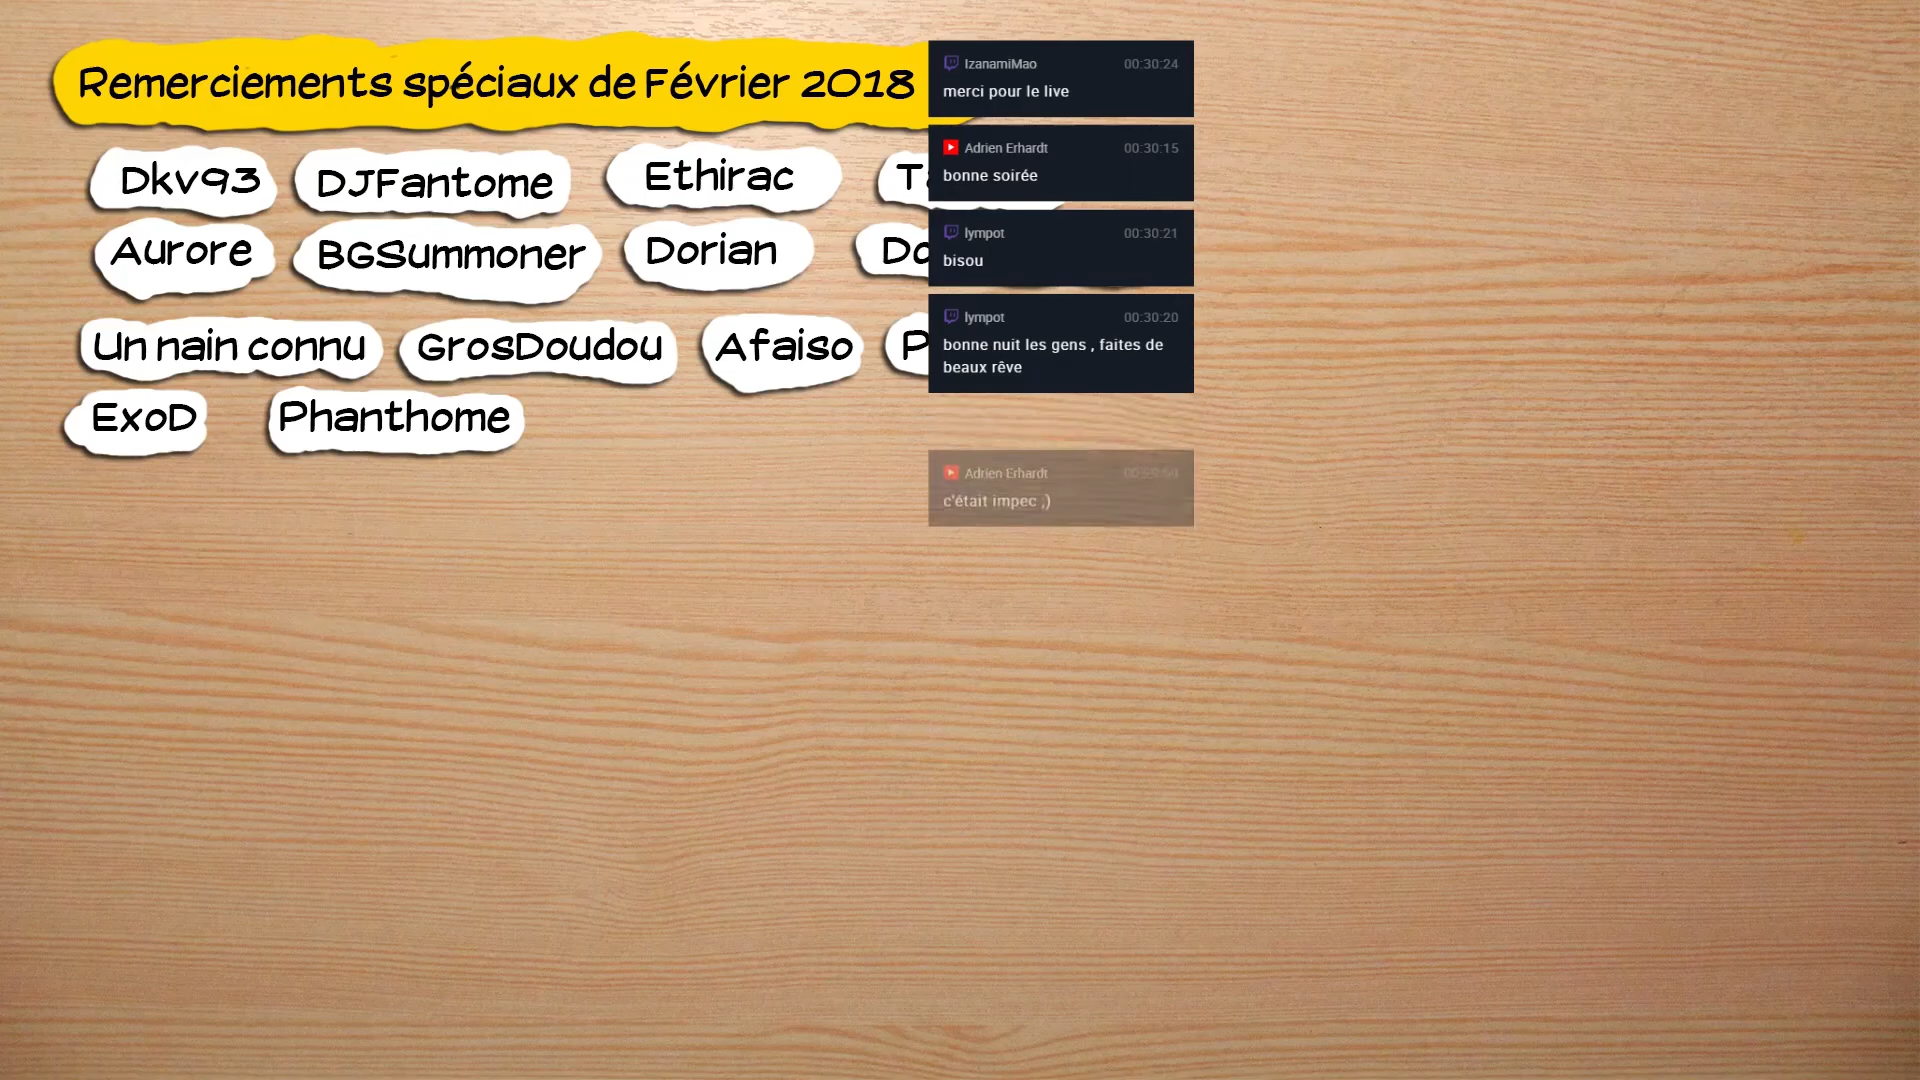 Remerciements spéciaux de Février 2018
Dkv93 DJFantome Ethirac
Aurore BGSummoner Dorian
Un nain connu GrosDoudou Afaiso
ExoD Phanthome
IzanamiMao 00:30:24
merci pour le live
Adrien Erhardt 00:30:15
bonne soirée
lympot 00:30:21
bisou
lympot 00:30:20
bonne nuit les gens , faites de
beaux rêve
Adrien Erhardt
c'était impec ;)